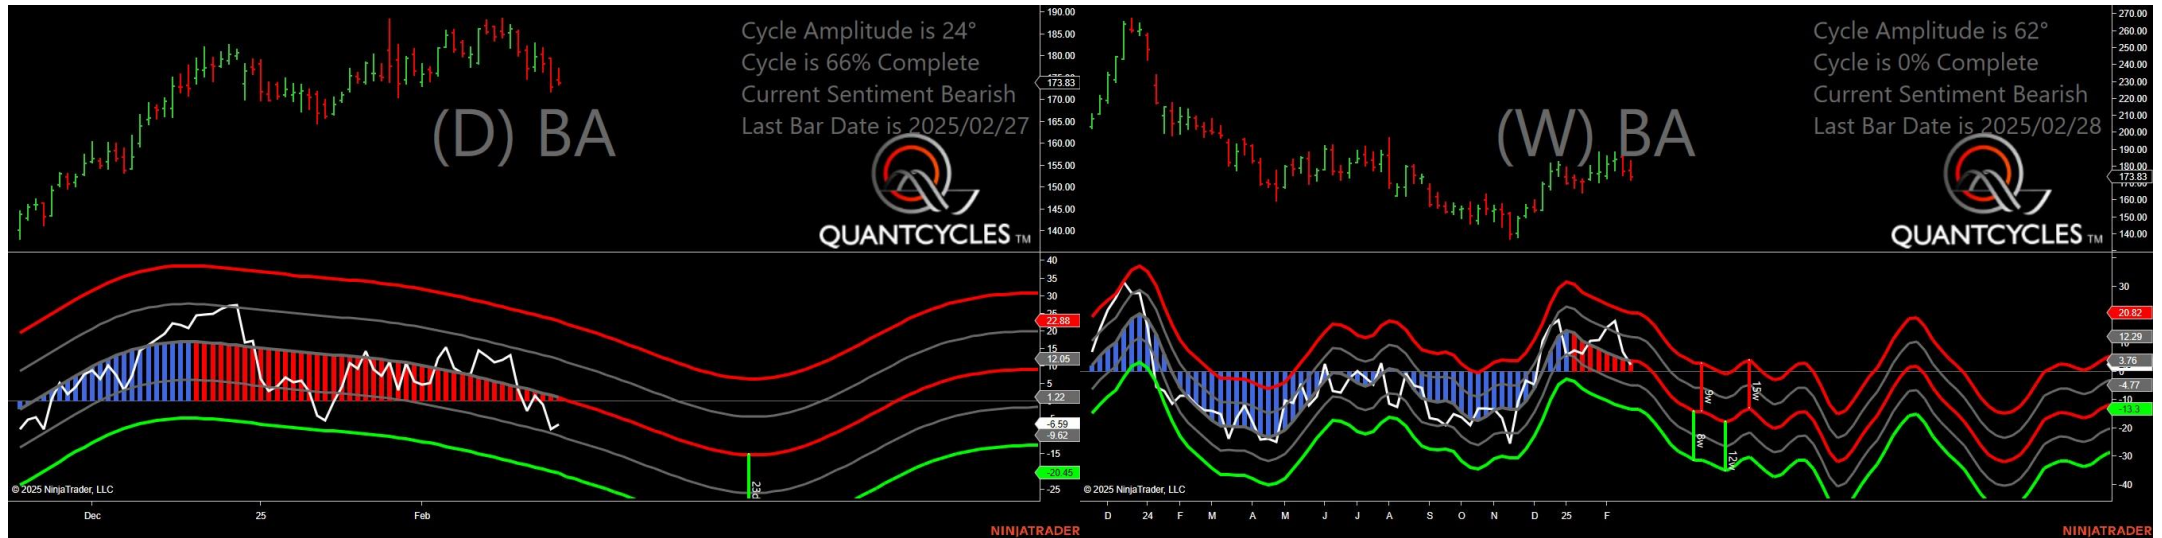 Cycle Amplitude is 24°
Cycle is 66% Complete
Current Sentiment Bearish
Last Bar Date is 2025/02/27
(D) BA
QUANTCYCLES TM
190.00
185.00
180.00
173.83
170.00
165.00
160.00
155.00
150.00
145.00
140.00
40
35
30
25
22.88
20
15
12.05
10
5
1.22
-6.59
-9.62
-15
-20.45
-25
23d
© 2025 NinjaTrader, LLC
Dec
25
Feb
NINJATRADER
Cycle Amplitude is 62°
Cycle is 0% Complete
Current Sentiment Bearish
Last Bar Date is 2025/02/28
(W) BA
QUANTCYCLES TM
270.00
260.00
250.00
240.00
230.00
220.00
210.00
200.00
190.00
180.00
173.83
160.00
150.00
140.00
30
20.82
12.29
3.76
-4.77
-10
-13.3
-20
-30
-40
9w
15w
8w
12w
© 2025 NinjaTrader, LLC
D 24 F M A M J J A S O N D 25 F
NINJATRADER